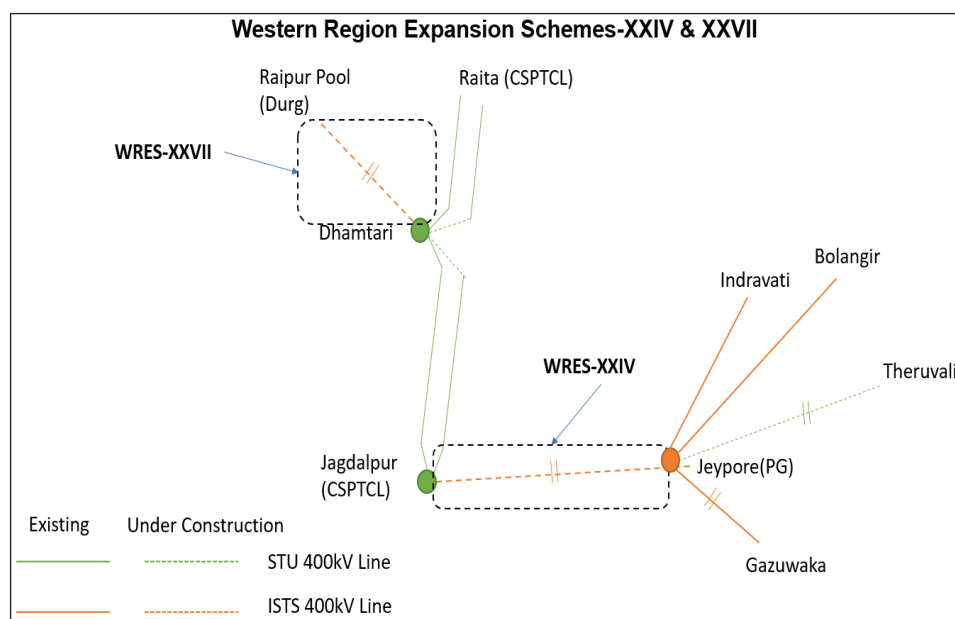 Western Region Expansion Schemes-XXIV & XXVII
Raipur Pool
(Durg)
Raita (CSPTCL)
WRES-XXVII
Dhamtari
Indravati
Bolangir
WRES-XXIV
Theruvali
Jagdalpur
(CSPTCL)
Jeypore(PG)
Gazuwaka
Existing
Under Construction
STU 400kV Line
ISTS 400kV Line